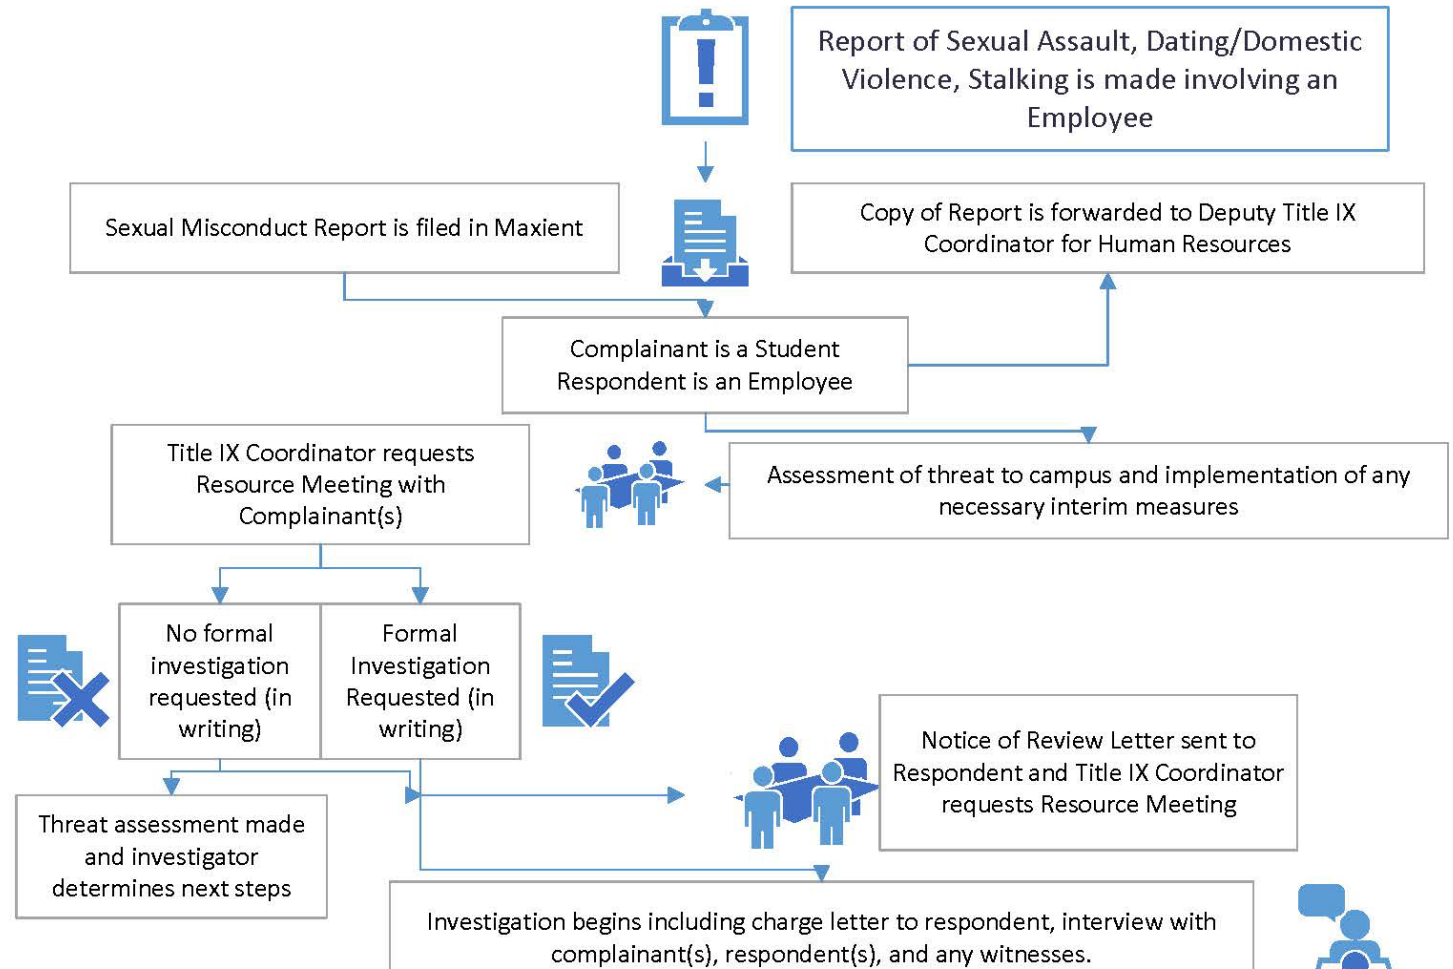 Report of Sexual Assault, Dating/Domestic
Violence, Stalking is made involving an
Employee
Sexual Misconduct Report is filed in Maxient
Copy of Report is forwarded to Deputy Title IX
Coordinator for Human Resources
Complainant is a Student
Respondent is an Employee
Title IX Coordinator requests
Resource Meeting with
Complainant(s)
Assessment of threat to campus and implementation of any
necessary interim measures
No formal
investigation
requested (in
writing)
Formal
Investigation
Requested (in
writing)
Notice of Review Letter sent to
Respondent and Title IX Coordinator
requests Resource Meeting
Threat assessment made
and investigator
determines next steps
Investigation begins including charge letter to respondent, interview with
complainant(s), respondent(s), and any witnesses.